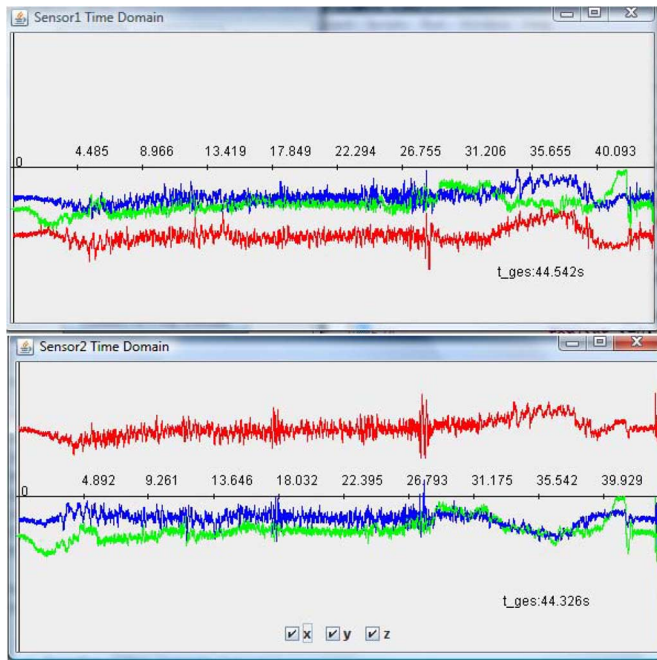 Sensor1 Time Domain
0 4.485 8.966 13.419 17.849 22.294 26.755 31.206 35.655 40.093
t_ges:44.542s
Sensor2 Time Domain
0 4.892 9.261 13.646 18.032 22.395 26.793 31.175 35.542 39.929
t_ges:44.326s
x y z